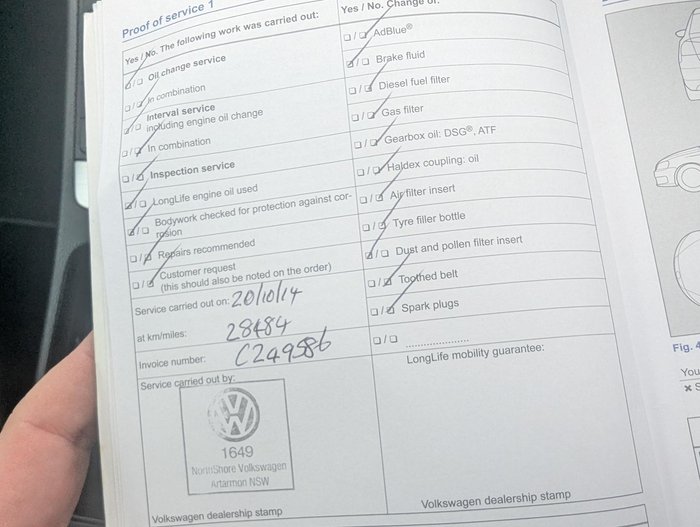 Proof of service 1
Yes / No. The following work was carried out:
☑/☐ Oil change service
☐/☑ In combination
☑/☐ Interval service
including engine oil change
☐/☑ In combination
☐/☑ Inspection service
☑/☐ LongLife engine oil used
☑/☐ Bodywork checked for protection against cor-
rosion
☐/☑ Repairs recommended
☐/☑ Customer request
(this should also be noted on the order)
Service carried out on: 20/10/14
at km/miles: 28484
Invoice number: C249586
Service carried out by:
1649
NorthShore Volkswagen
Artarmon NSW
Volkswagen dealership stamp
Yes / No. Change of:
☐/☑ AdBlue®
☑/☐ Brake fluid
☐/☑ Diesel fuel filter
☐/☑ Gas filter
☐/☑ Gearbox oil: DSG®, ATF
☐/☑ Haldex coupling: oil
☐/☑ Air filter insert
☐/☑ Tyre filler bottle
☑/☐ Dust and pollen filter insert
☐/☑ Toothed belt
☐/☑ Spark plugs
☐/☐ ......................
LongLife mobility guarantee:
Volkswagen dealership stamp
Fig. 4
You